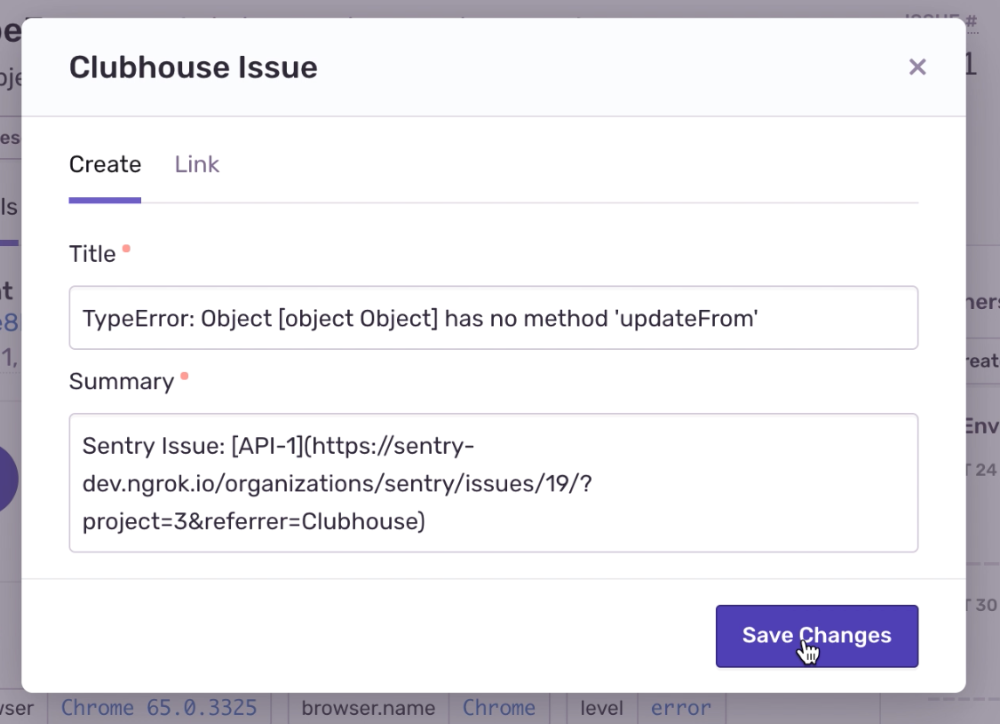 ISSUE #
1
Clubhouse Issue
Create Link
Title
TypeError: Object [object Object] has no method 'updateFrom'
Summary
Sentry Issue: [API-1](https://sentry-
dev.ngrok.io/organizations/sentry/issues/19/?
project=3&referrer=Clubhouse)
Save Changes
Chrome 65.0.3325
browser.name
Chrome
level
error